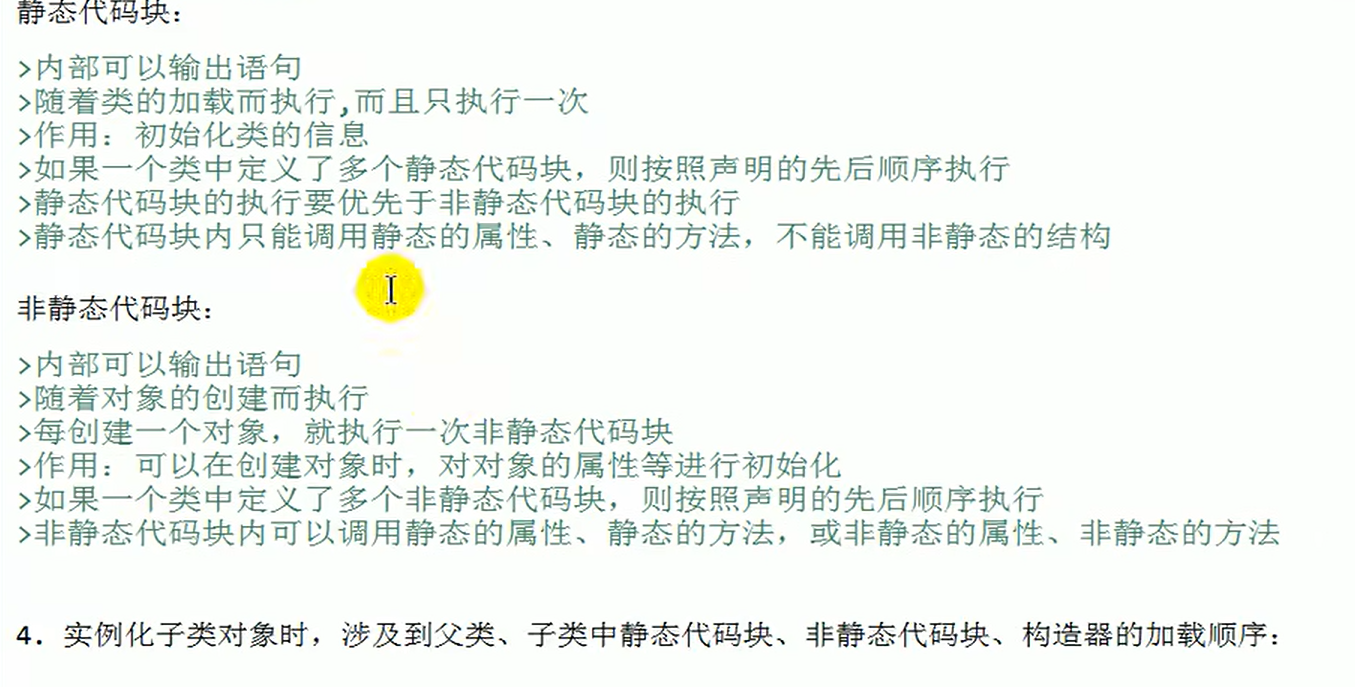 静态代码块：
>内部可以输出语句
>随着类的加载而执行,而且只执行一次
>作用：初始化类的信息
>如果一个类中定义了多个静态代码块，则按照声明的先后顺序执行
>静态代码块的执行要优先于非静态代码块的执行
>静态代码块内只能调用静态的属性、静态的方法，不能调用非静态的结构
非静态代码块：
>内部可以输出语句
>随着对象的创建而执行
>每创建一个对象，就执行一次非静态代码块
>作用：可以在创建对象时，对对象的属性等进行初始化
>如果一个类中定义了多个非静态代码块，则按照声明的先后顺序执行
>非静态代码块内可以调用静态的属性、静态的方法，或非静态的属性、非静态的方法
4．实例化子类对象时，涉及到父类、子类中静态代码块、非静态代码块、构造器的加载顺序：